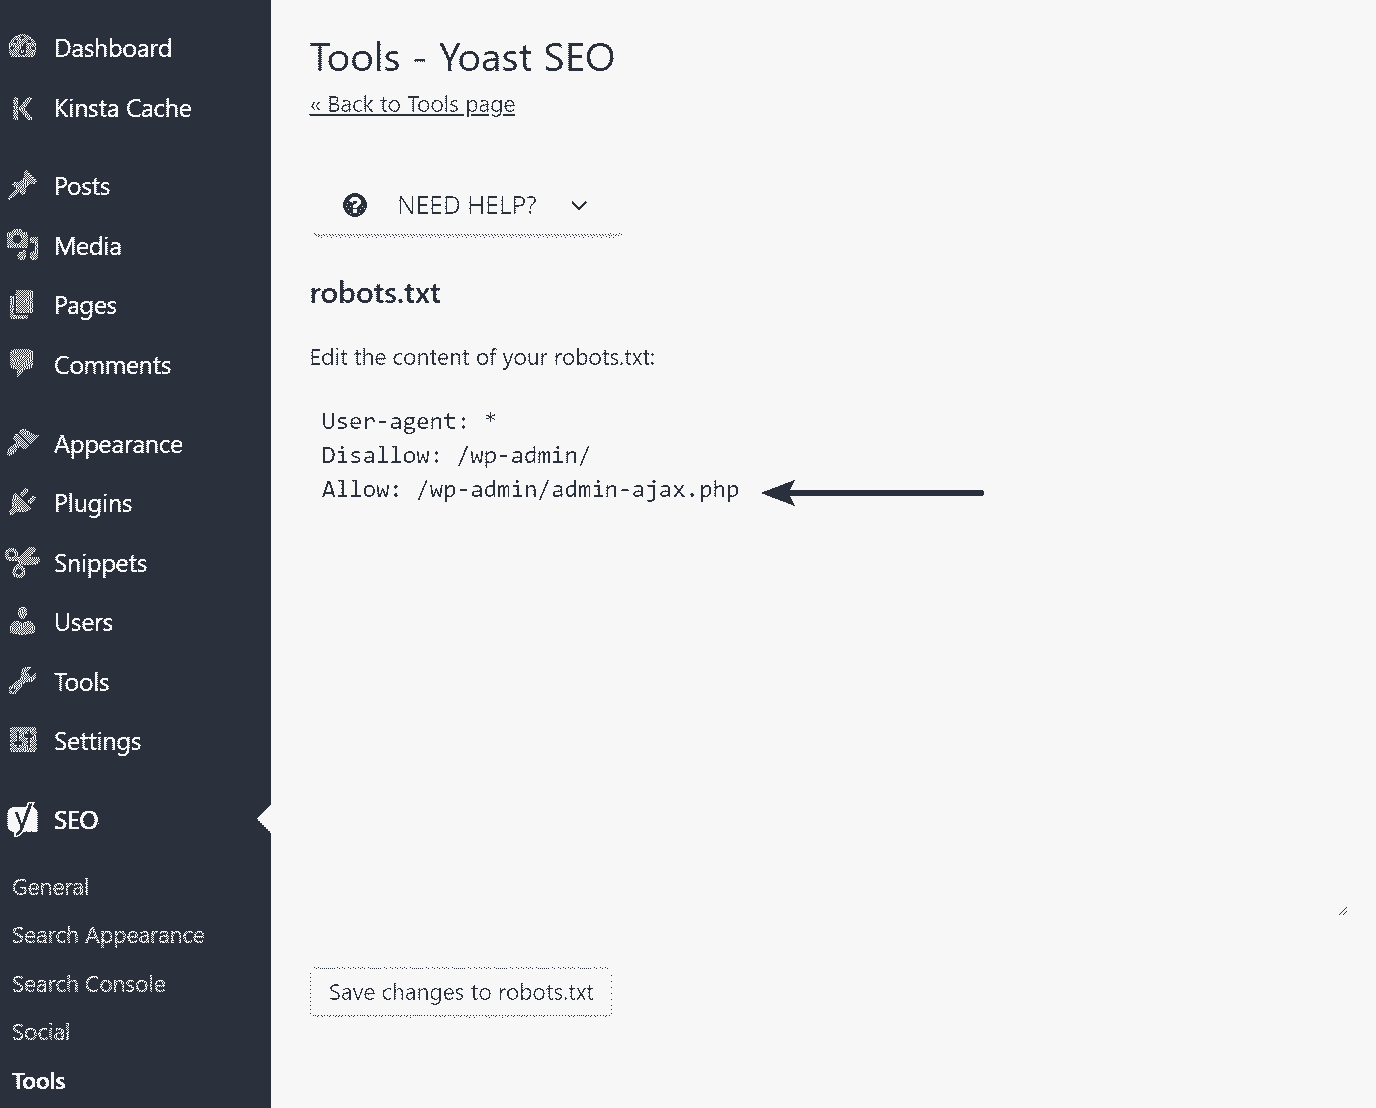 Dashboard
Kinsta Cache
Posts
Media
Pages
Comments
Appearance
Plugins
Snippets
Users
Tools
Settings
SEO
General
Search Appearance
Search Console
Social
Tools
Tools - Yoast SEO
« Back to Tools page
NEED HELP?
robots.txt
Edit the content of your robots.txt:
User-agent: *
Disallow: /wp-admin/
Allow: /wp-admin/admin-ajax.php
Save changes to robots.txt